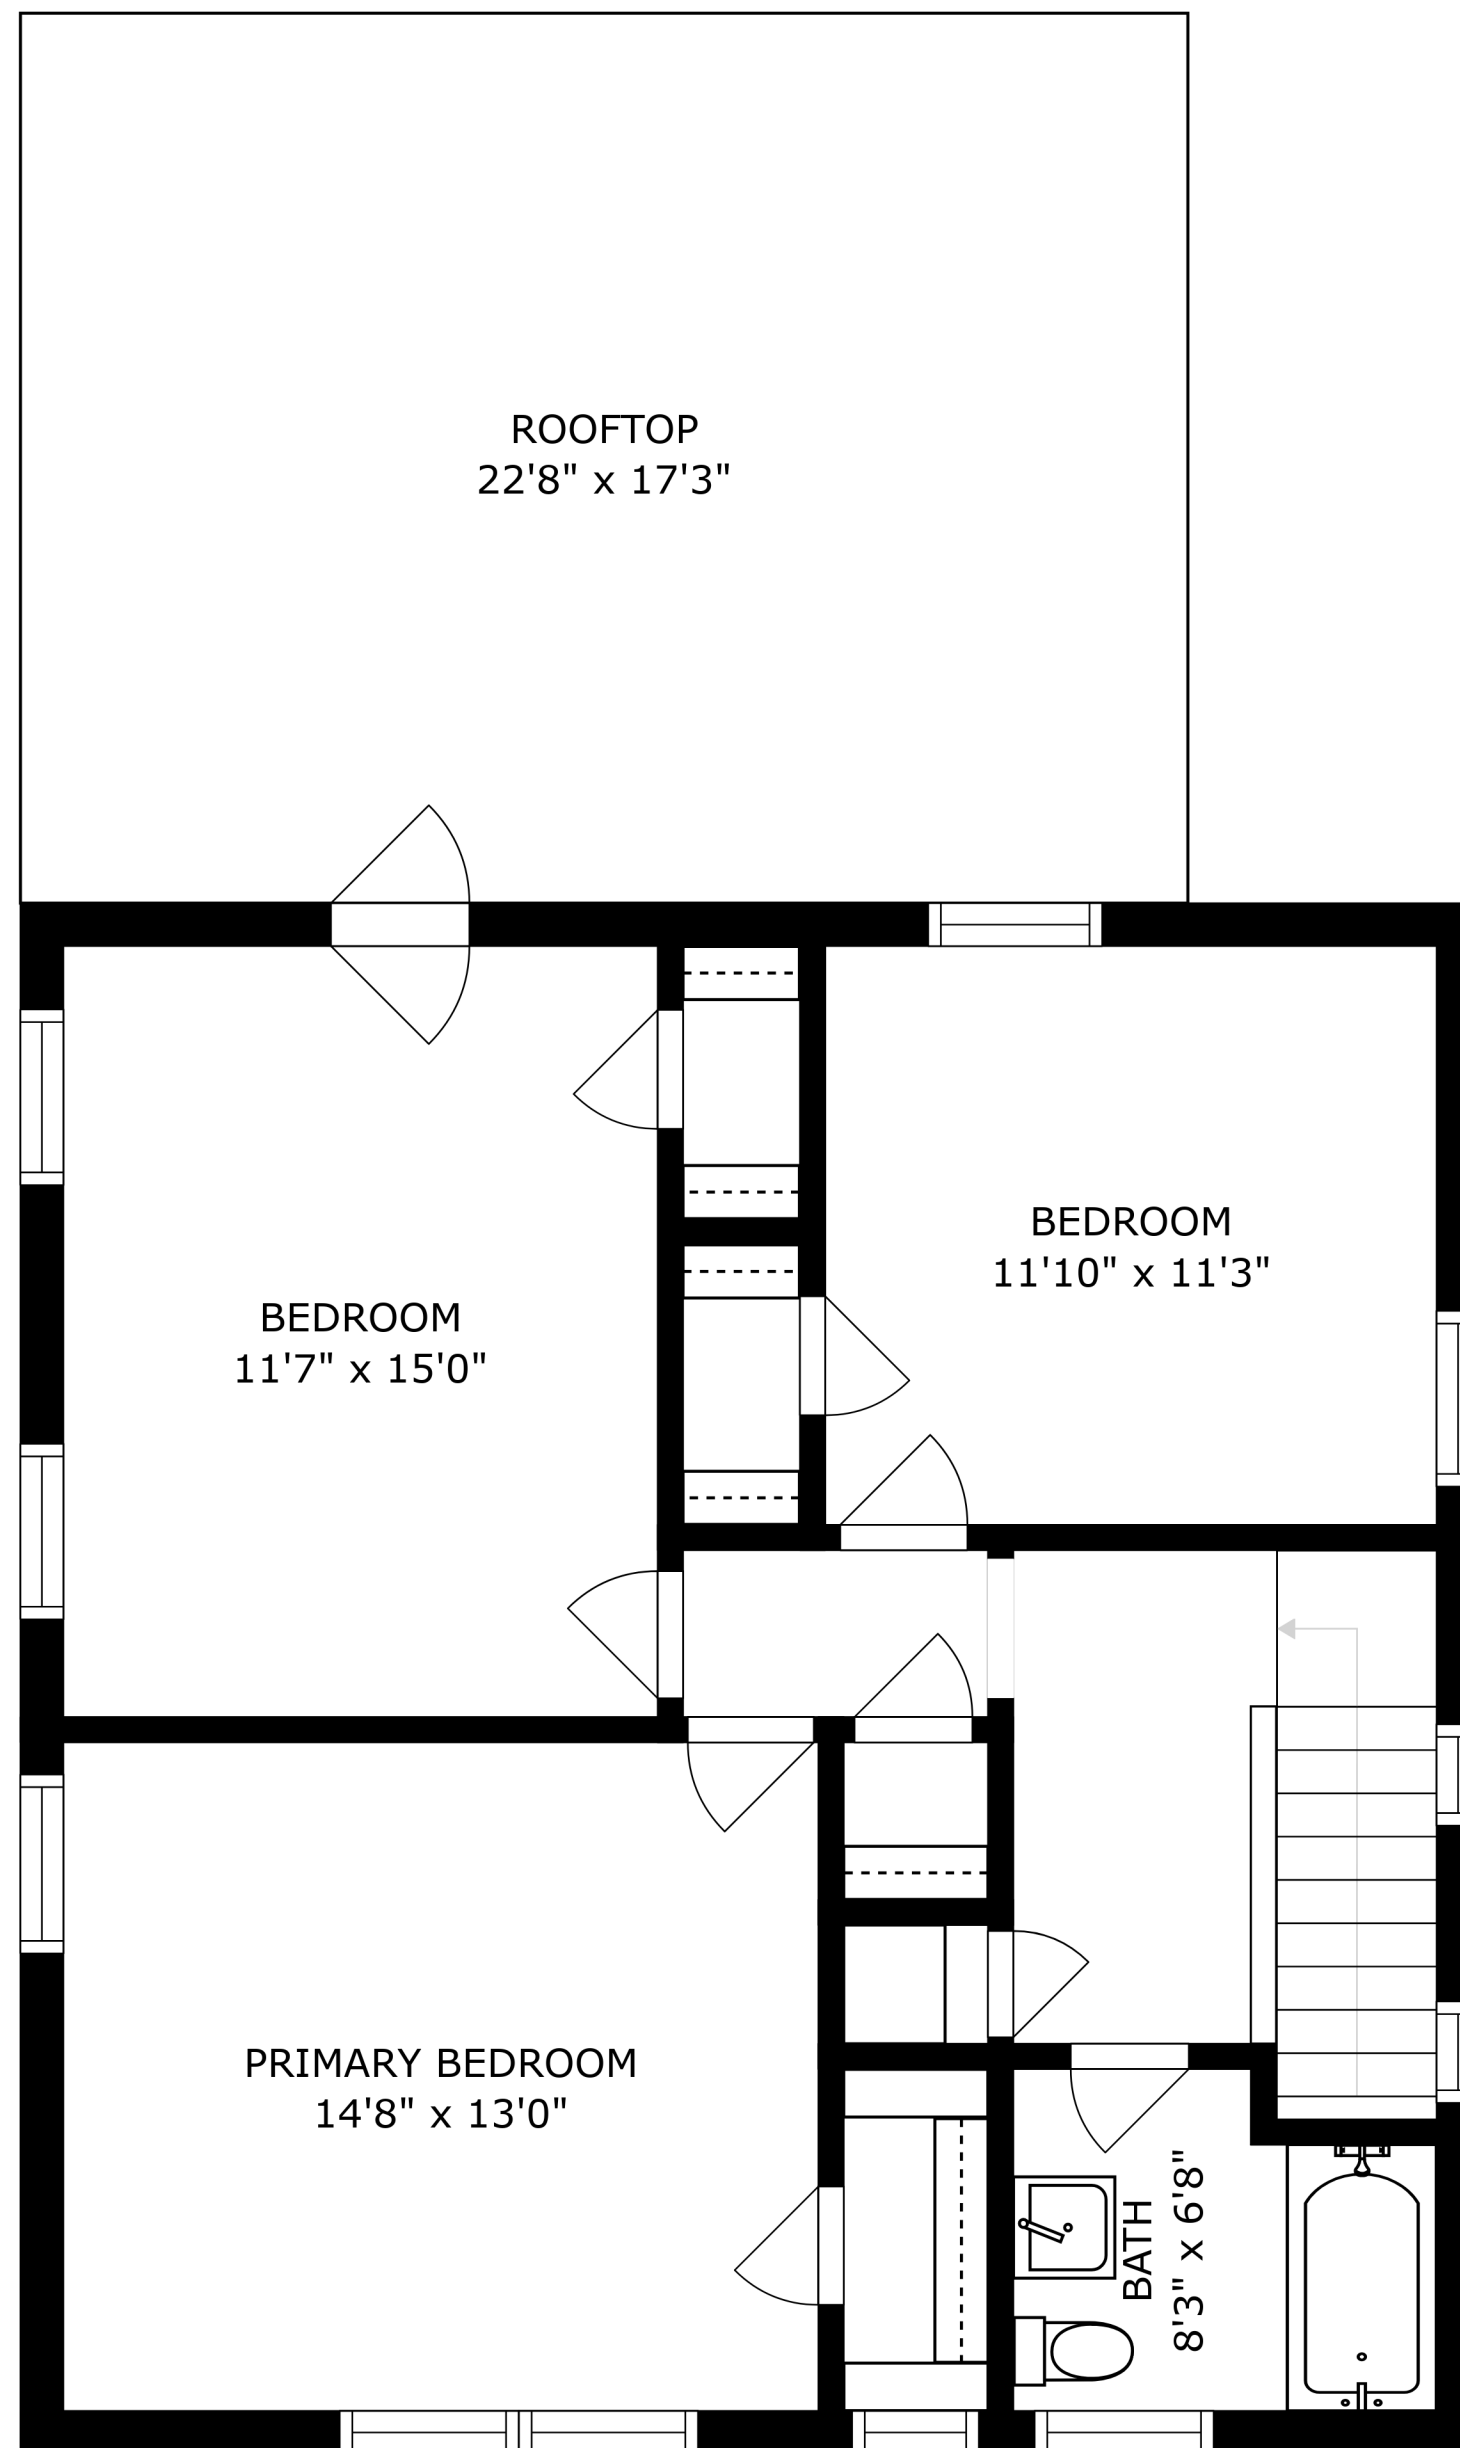 ROOFTOP
22'8" x 17'3"
BEDROOM
11'10" x 11'3"
BEDROOM
11'7" x 15'0"
PRIMARY BEDROOM
14'8" x 13'0"
BATH
8'3" x 6'8"